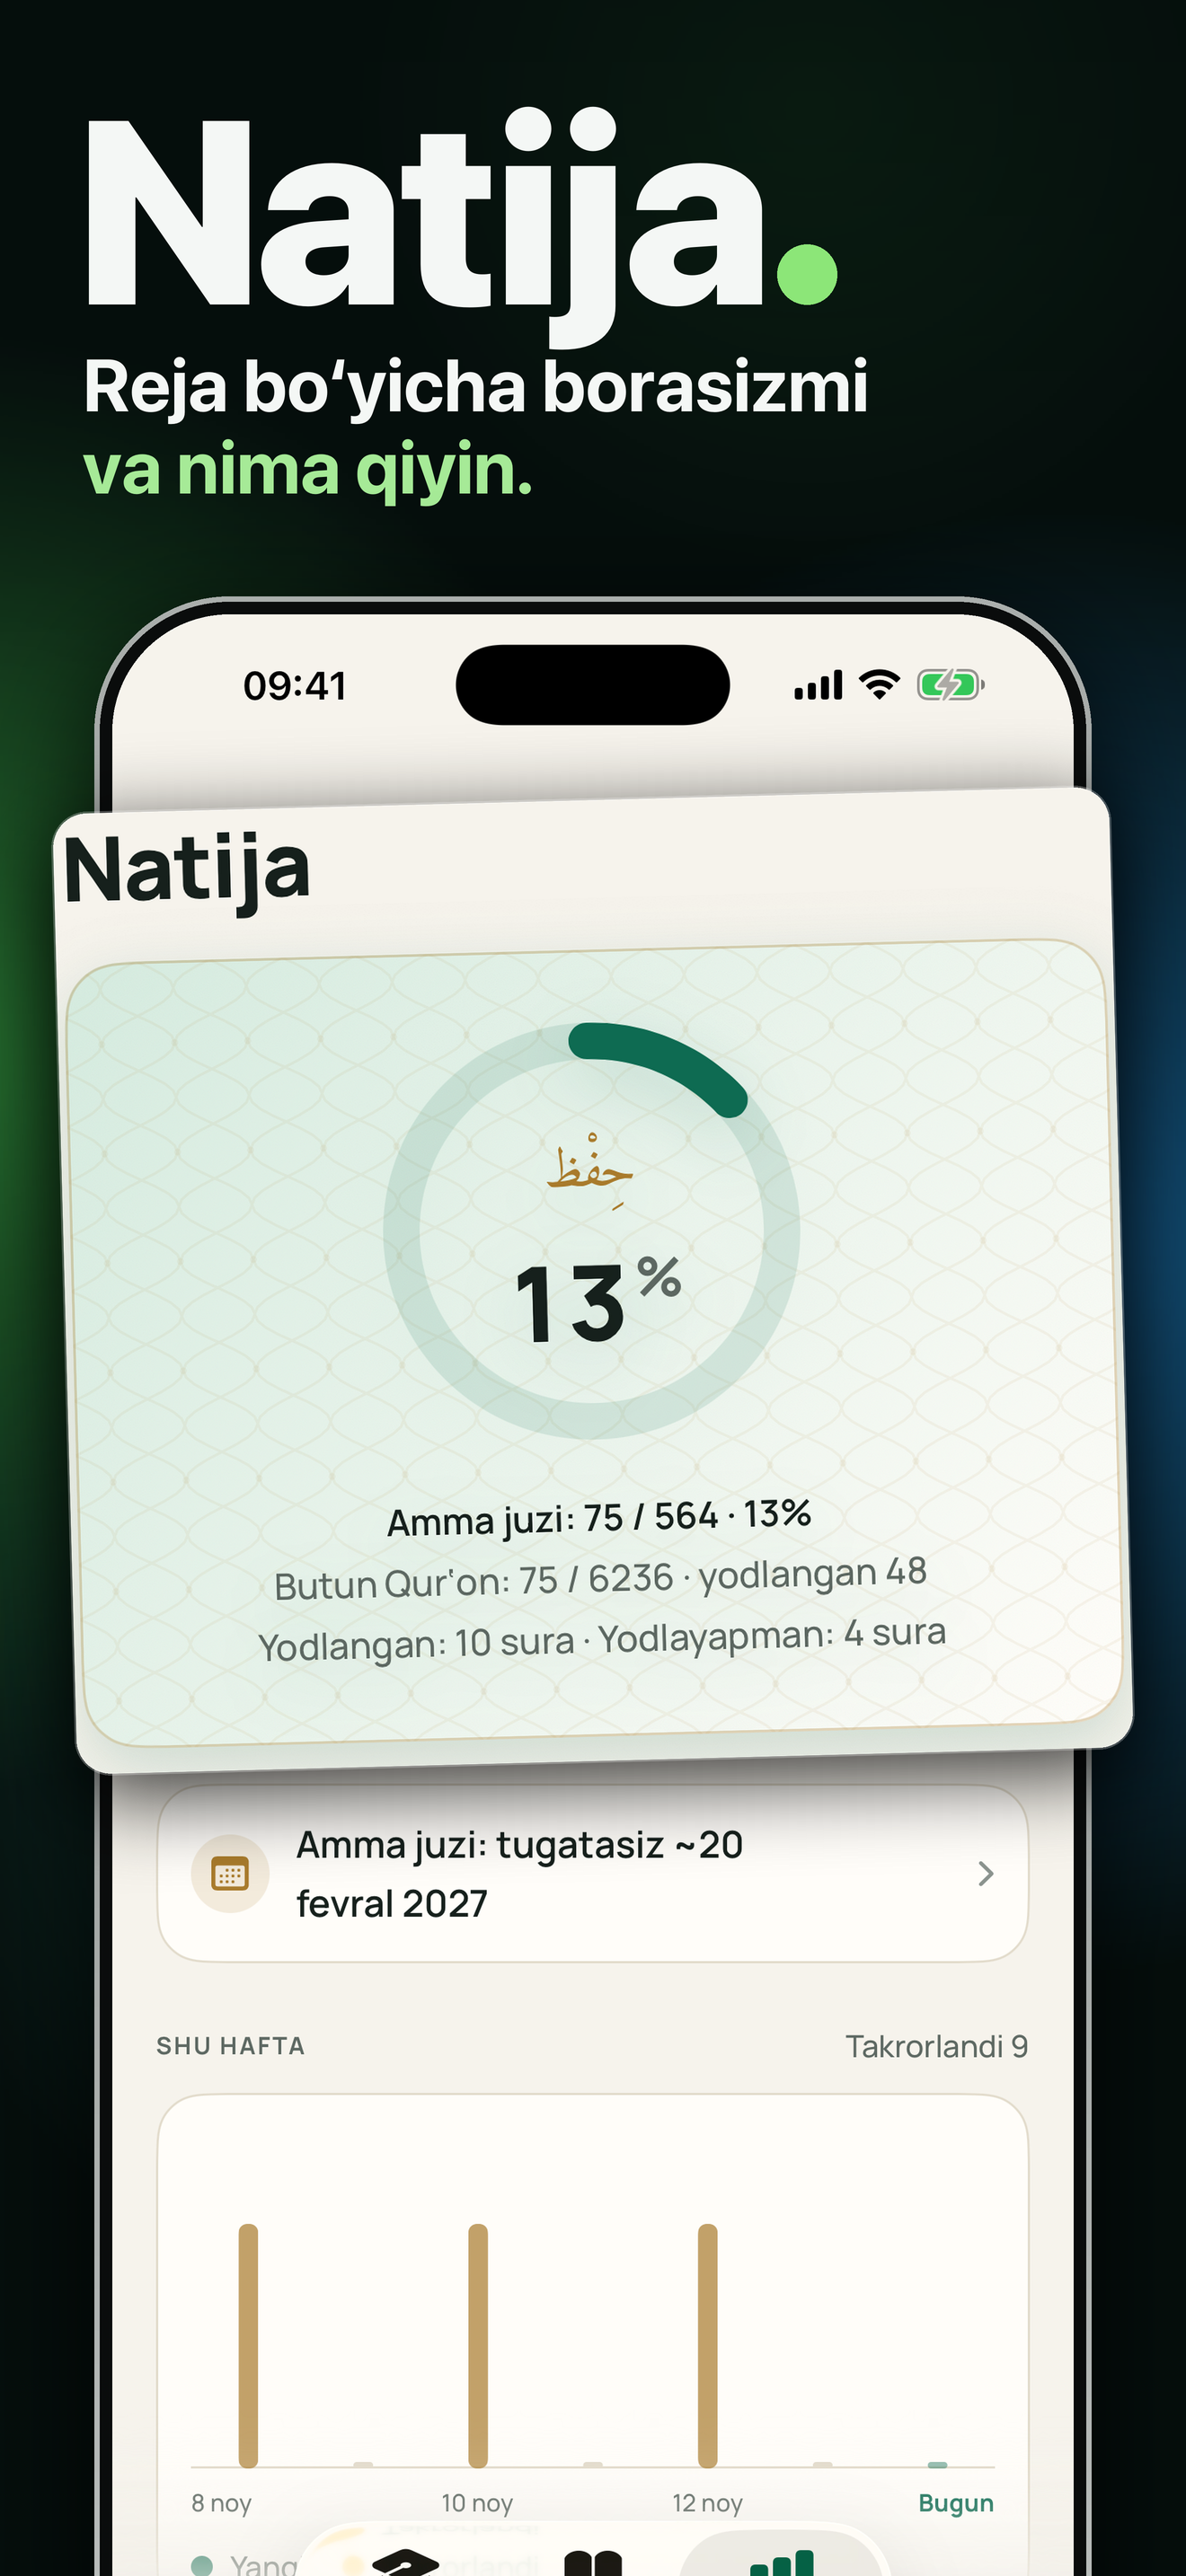 Natija.
Reja bo‘yicha borasizmi
va nima qiyin.
09:41
Natija
حِفْظ
13%
Amma juzi: 75 / 564 · 13%
Butun Qur‘on: 75 / 6236 · yodlangan 48
Yodlangan: 10 sura · Yodlayapman: 4 sura
Amma juzi: tugatasiz ~20
fevral 2027
SHU HAFTA
Takrorlandi 9
8 noy
10 noy
12 noy
Bugun